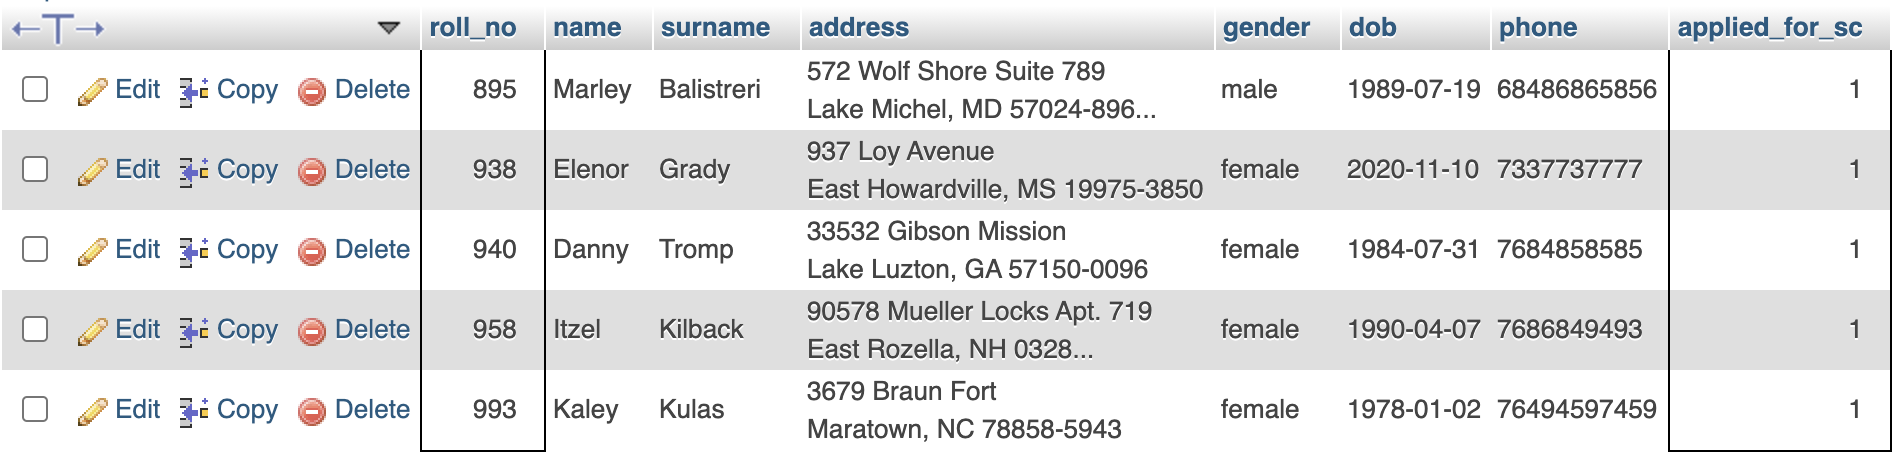 roll_no name surname address gender dob phone applied_for_sc
Edit Copy Delete 895 Marley Balistreri 572 Wolf Shore Suite 789 male 1989-07-19 68486865856 1
Lake Michel, MD 57024-896...
Edit Copy Delete 938 Elenor Grady 937 Loy Avenue female 2020-11-10 7337737777 1
East Howardville, MS 19975-3850
Edit Copy Delete 940 Danny Tromp 33532 Gibson Mission female 1984-07-31 7684858585 1
Lake Luzton, GA 57150-0096
Edit Copy Delete 958 Itzel Kilback 90578 Mueller Locks Apt. 719 female 1990-04-07 7686849493 1
East Rozella, NH 0328...
Edit Copy Delete 993 Kaley Kulas 3679 Braun Fort female 1978-01-02 76494597459 1
Maratown, NC 78858-5943